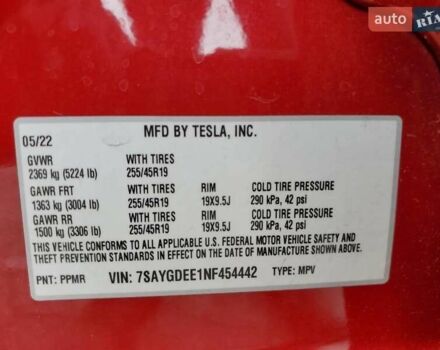 auto RIA
MFD BY TESLA, INC.
05/22
GVWR WITH TIRES
2369 kg (5224 lb) 255/45R19
GAWR FRT WITH TIRES RIM COLD TIRE PRESSURE
1363 kg (3004 lb) 255/45R19 19X9.5J 290 kPa, 42 psi
GAWR RR WITH TIRES RIM COLD TIRE PRESSURE
1500 kg (3306 lb) 255/45R19 19X9.5J 290 kPa, 42 psi
THIS VEHICLE CONFORMS TO ALL APPLICABLE U.S. FEDERAL MOTOR VEHICLE SAFETY AND
THEFT PREVENTION STANDARDS IN EFFECT ON THE DATE OF MANUFACTURE SHOWN ABOVE.
PNT: PPMR VIN: 7SAYGDEE1NF454442 TYPE: MPV